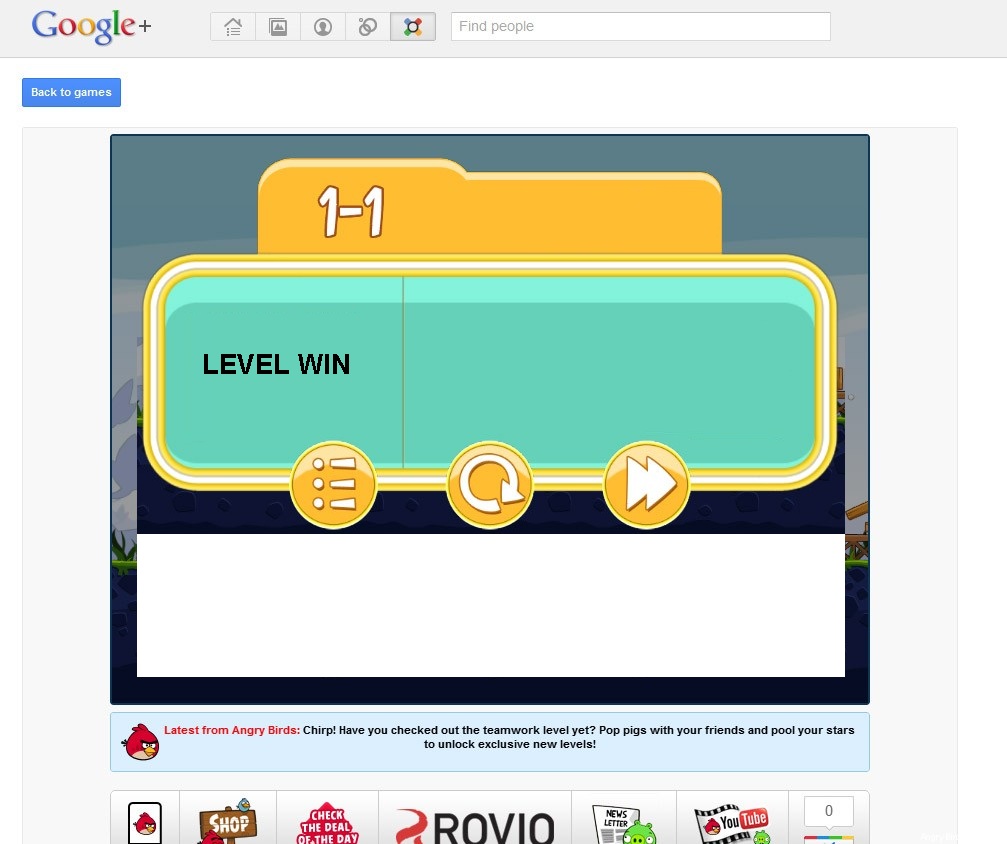 Google+
Find people
Back to games
1-1
LEVEL WIN
Latest from Angry Birds: Chirp! Have you checked out the teamwork level yet? Pop pigs with your friends and pool your stars
to unlock exclusive new levels!
SHOP
CHECK
THE DEAL
OF THE DAY
ROVIO
NEWS
LETTER
YouTube
0